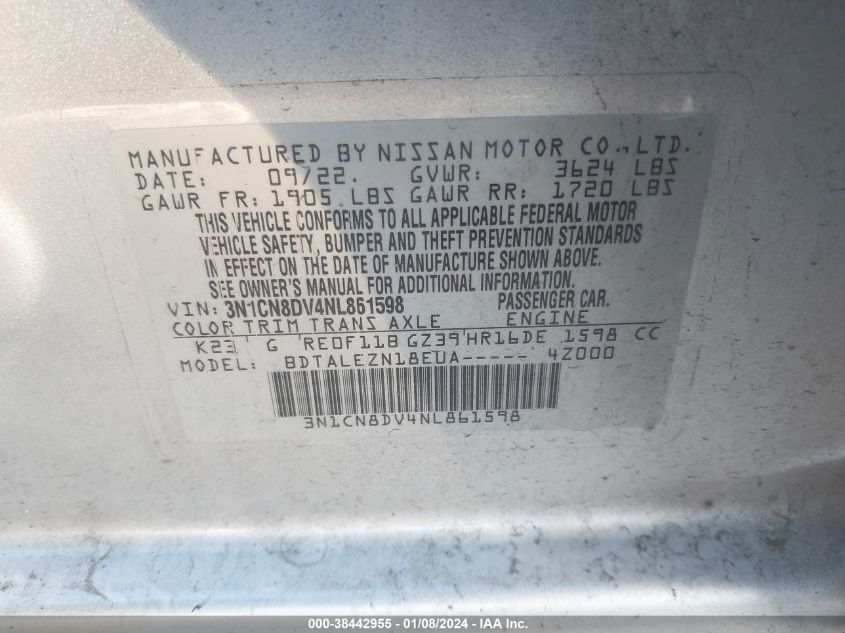 MANUFACTURED BY NISSAN MOTOR CO., LTD.
DATE: 09/22. GVWR: 3624 LBS
GAWR FR: 1905 LBS GAWR RR: 1720 LBS
THIS VEHICLE CONFORMS TO ALL APPLICABLE FEDERAL MOTOR
VEHICLE SAFETY, BUMPER AND THEFT PREVENTION STANDARDS
IN EFFECT ON THE DATE OF MANUFACTURE SHOWN ABOVE.
SEE OWNER'S MANUAL FOR ADDITIONAL INFORMATION.
VIN: 3N1CN8DV4NL861598 PASSENGER CAR.
COLOR TRIM TRANS AXLE ENGINE
K23 G RE0F11B GZ39 HR16DE 1598 CC
MODEL: BDTALEZN18EUA----- 4Z000
3N1CN8DV4NL861598
000-38442955 - 01/08/2024 - IAA Inc.